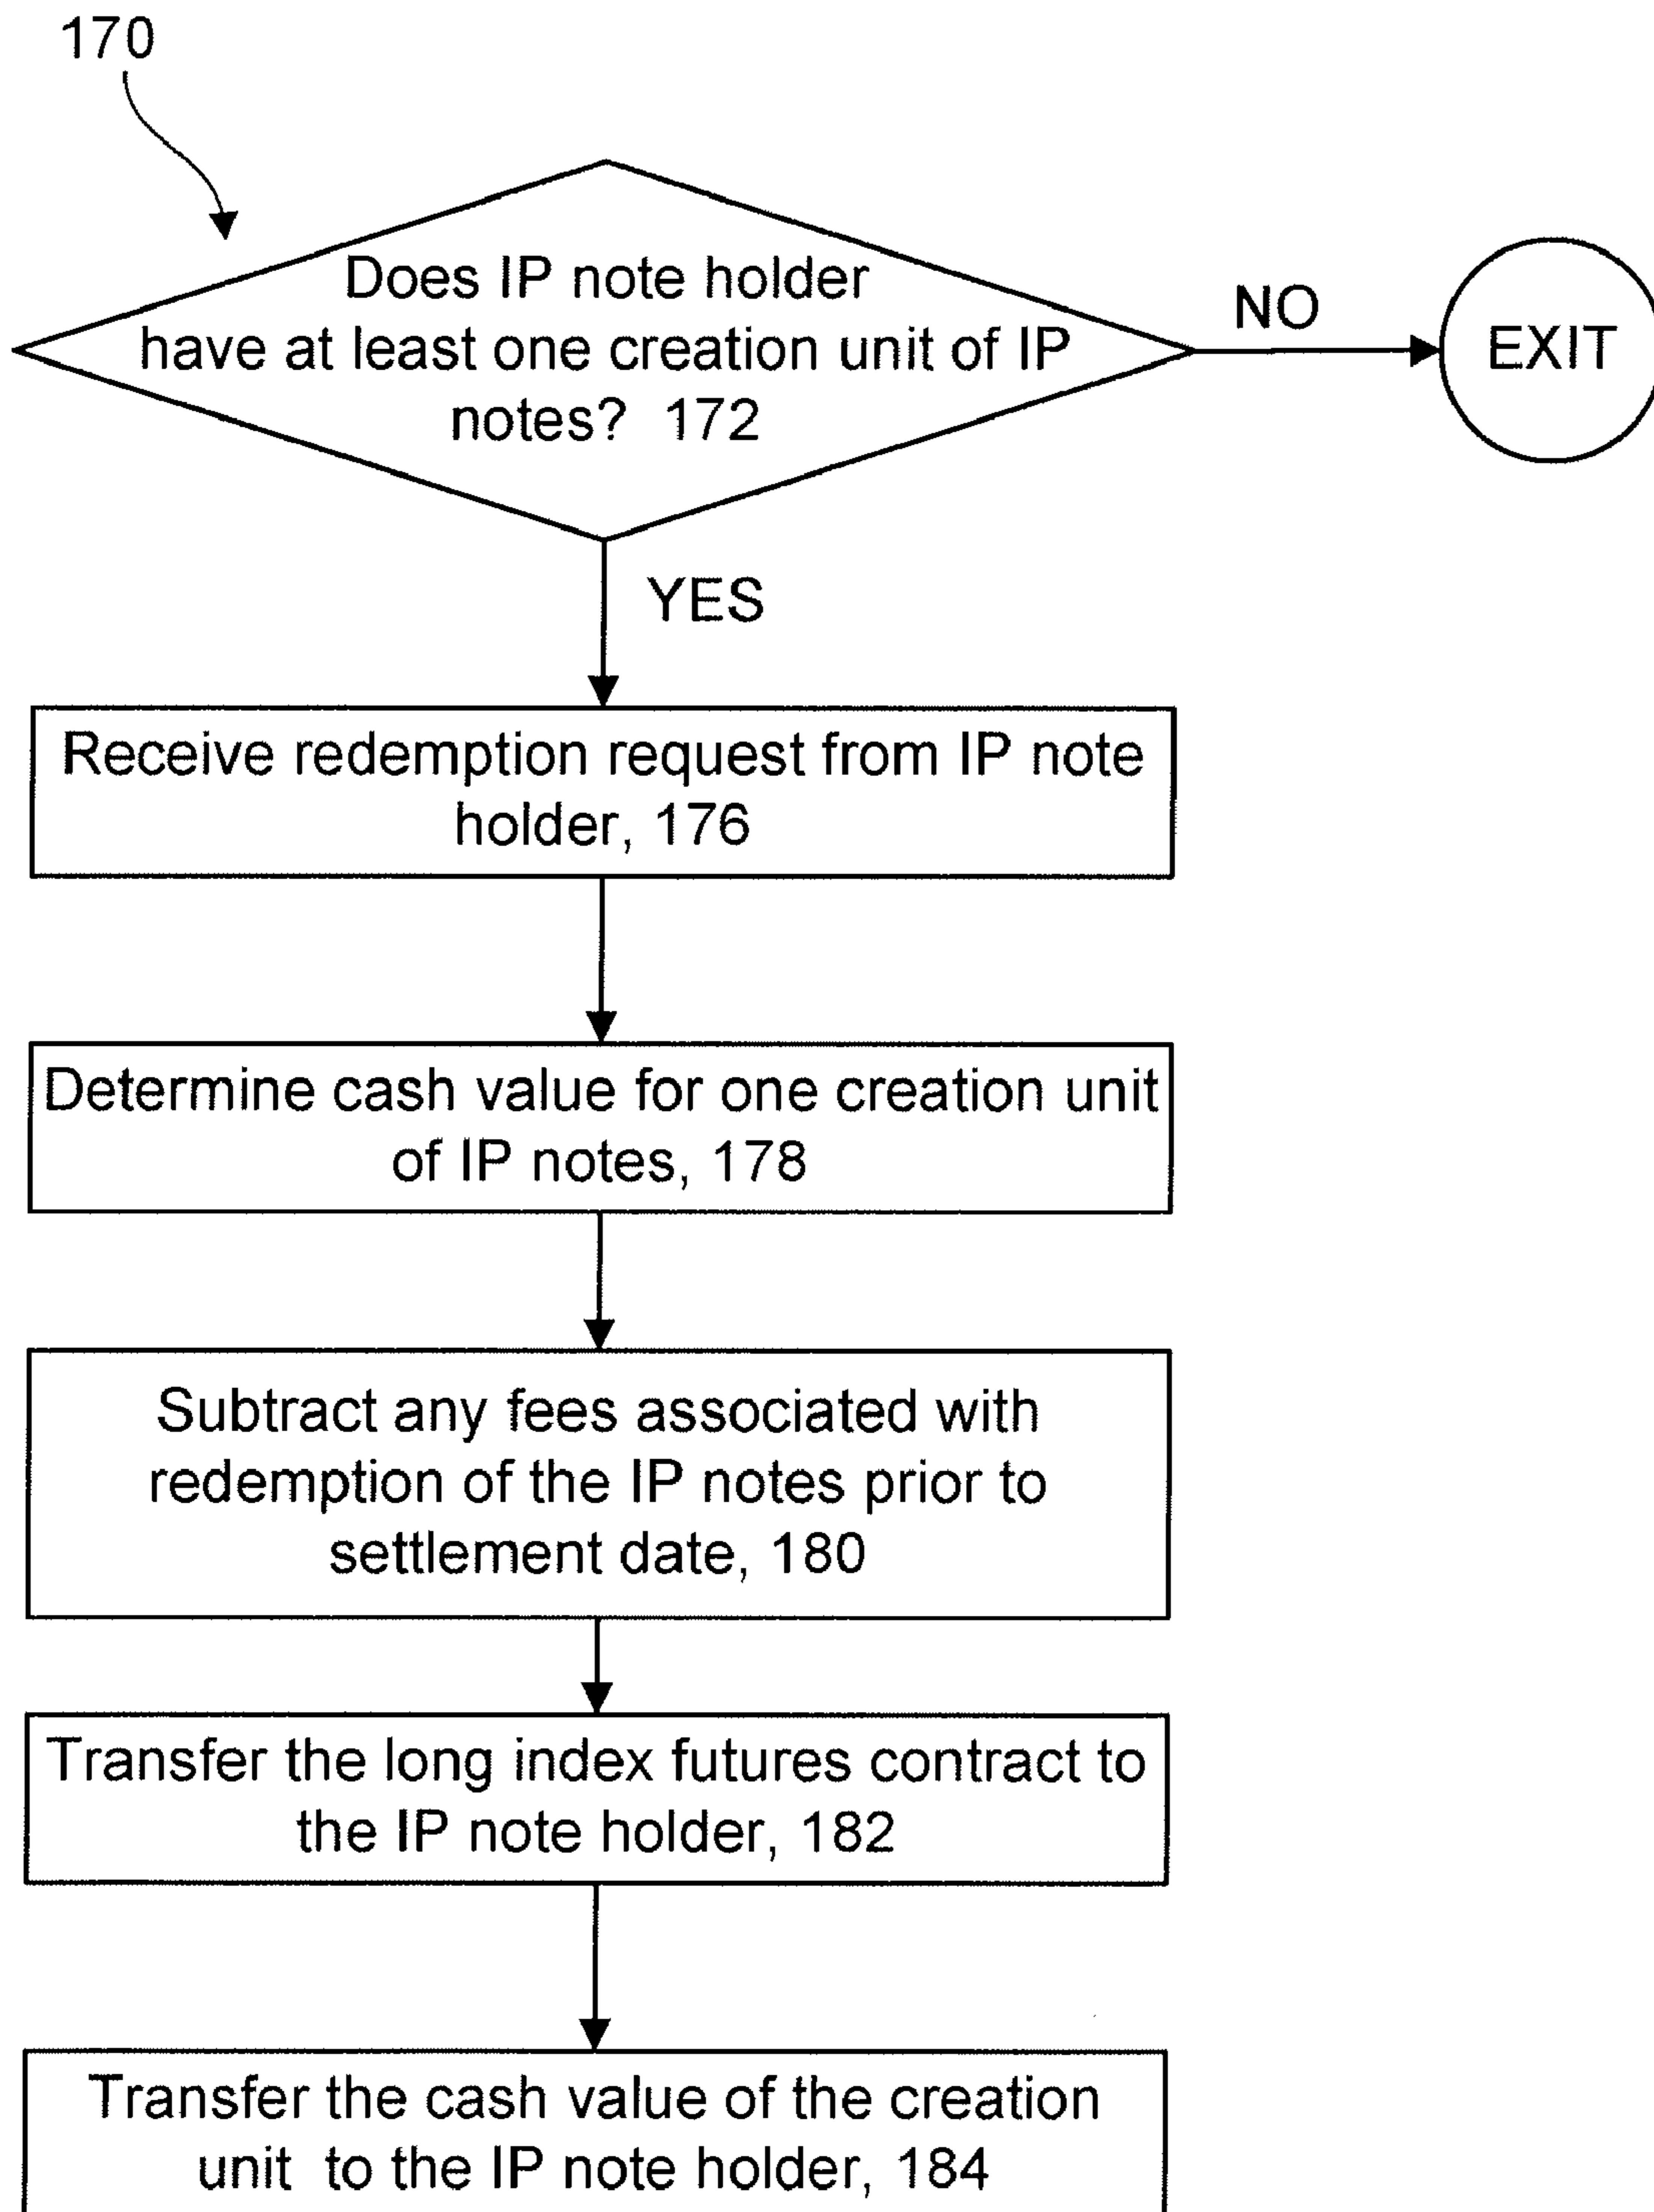 170
Does IP note holder
have at least one creation unit of IP
notes? 172
NO
EXIT
YES
Receive redemption request from IP note
holder, 176
Determine cash value for one creation unit
of IP notes, 178
Subtract any fees associated with
redemption of the IP notes prior to
settlement date, 180
Transfer the long index futures contract to
the IP note holder, 182
Transfer the cash value of the creation
unit to the IP note holder, 184